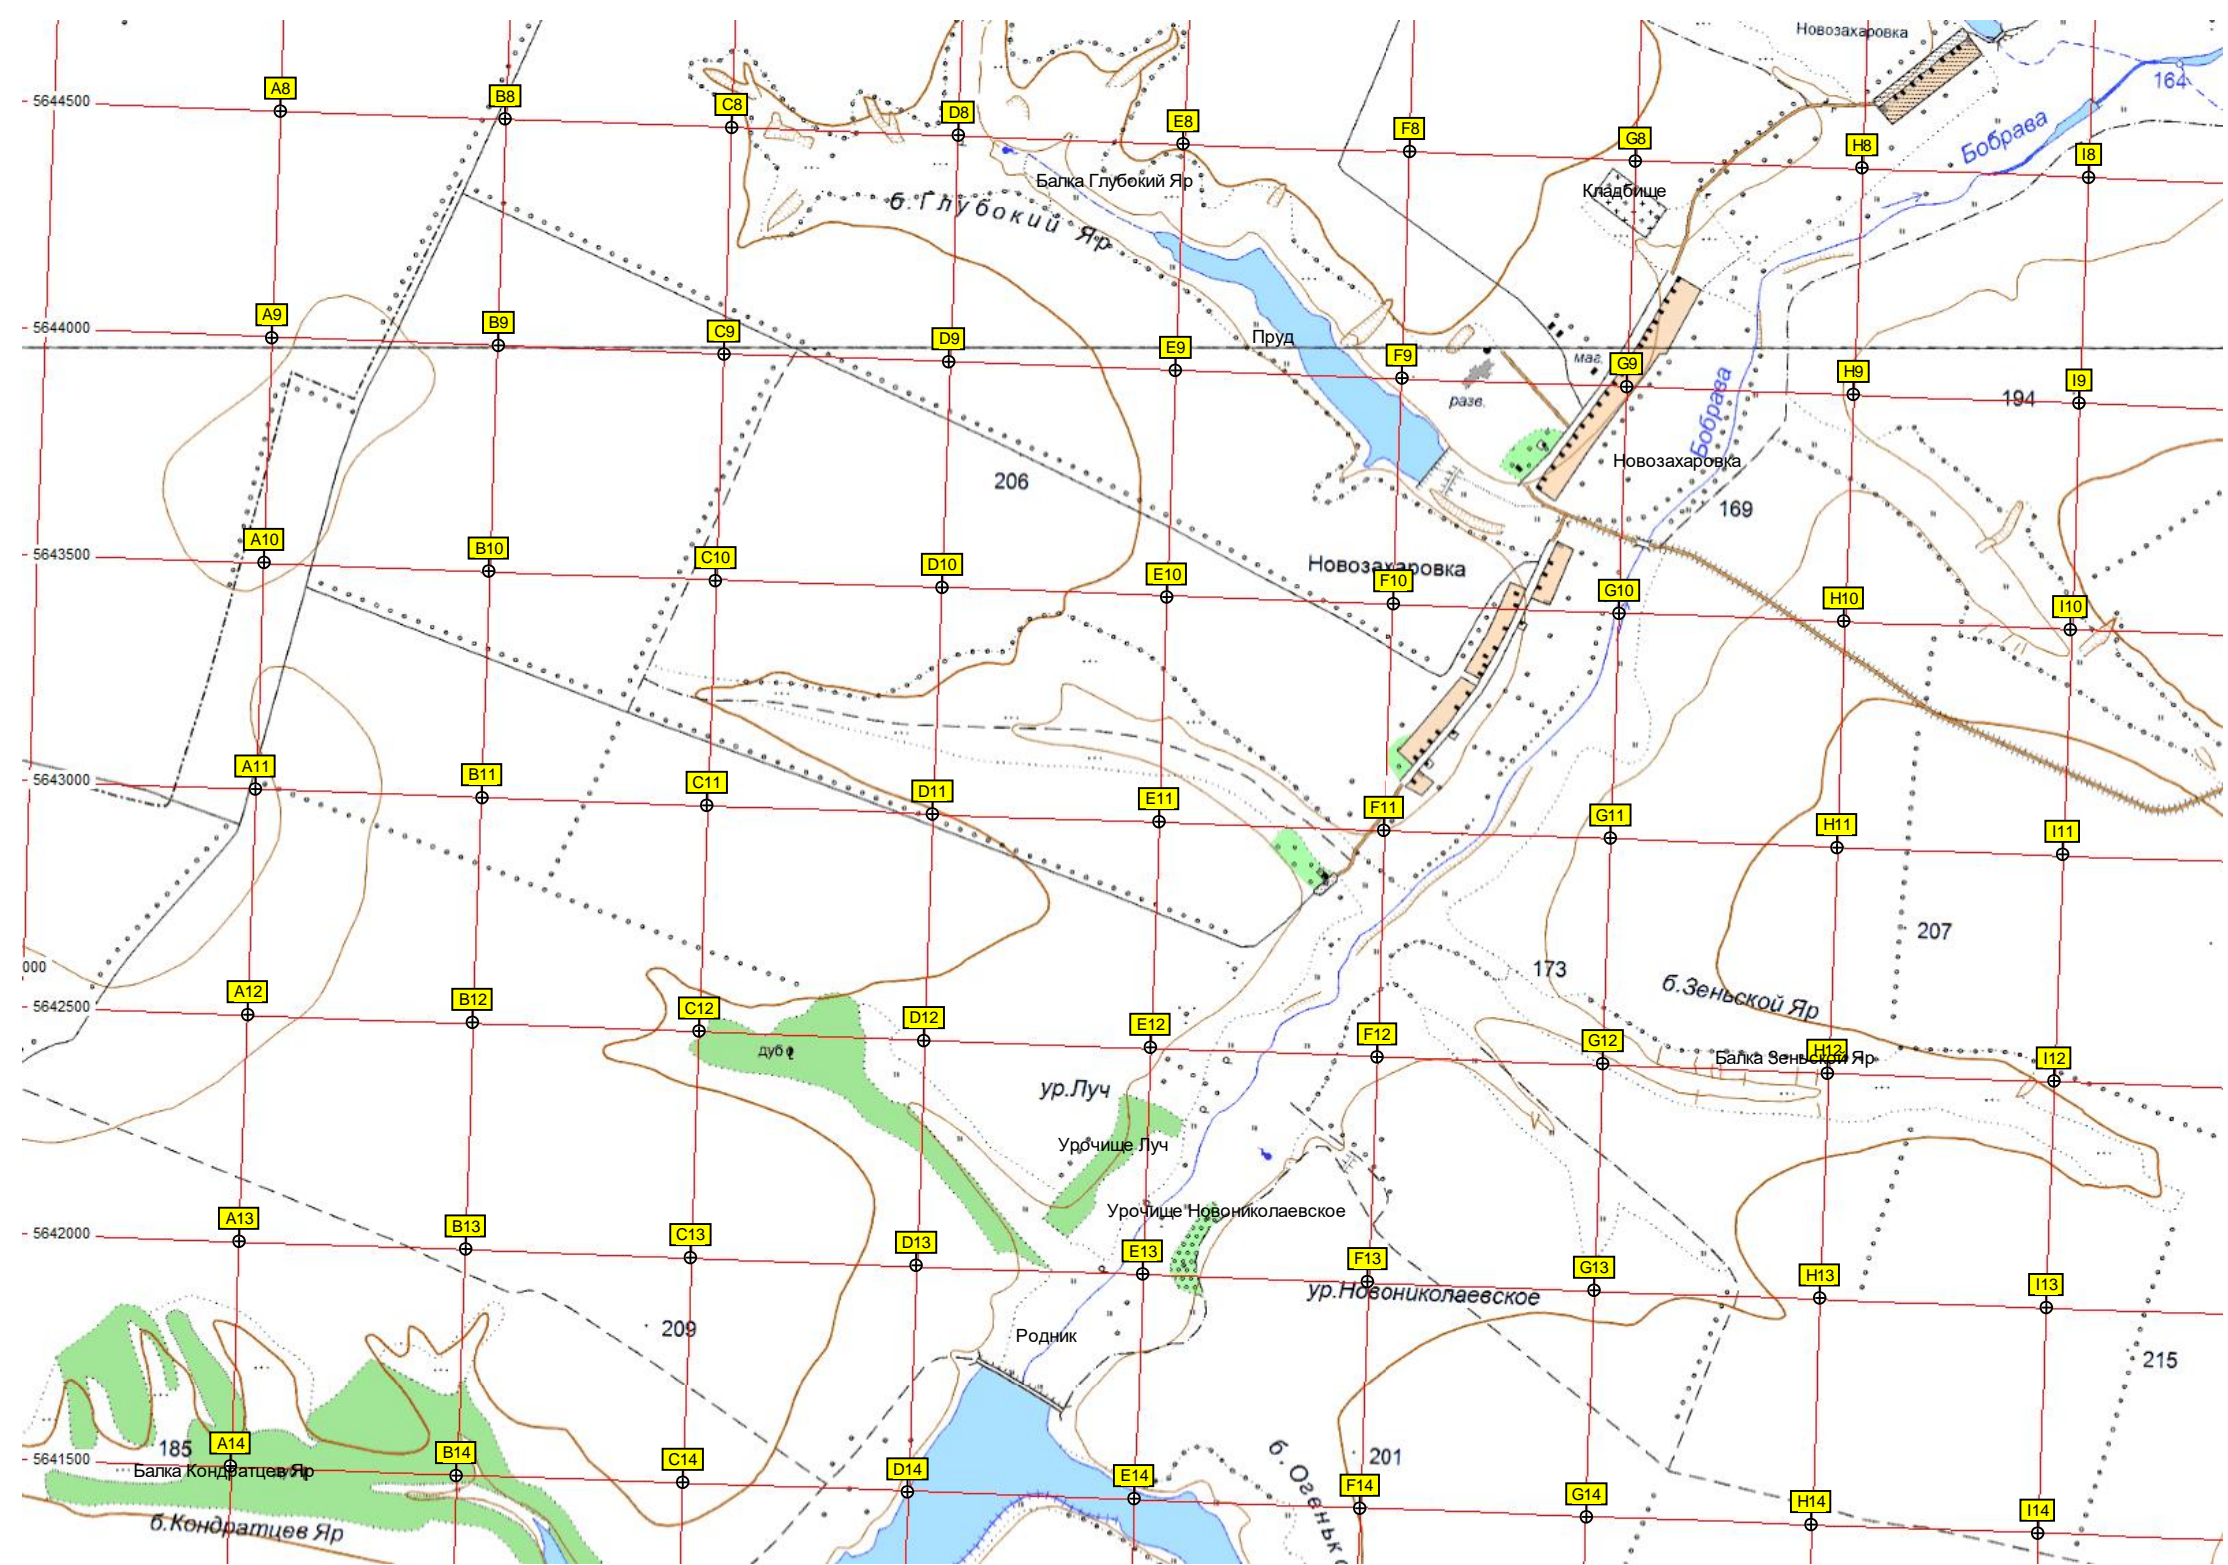 Новозахаровка
164
5644500
A8
B8
C8
D8
E8
F8
G8
H8
I8
Бобрава
Балка Глубокий Яр
Кладбище
б.Глубокий Яр
5644000
A9
B9
C9
D9
E9
F9
G9
H9
I9
Пруд
маг.
разв.
194
Бобрава
Новозахаровка
206
169
5643500
A10
B10
C10
D10
E10
F10
G10
H10
I10
Новозахаровка
5643000
A11
B11
C11
D11
E11
F11
G11
H11
I11
207
000
173
б.Зеньской Яр
5642500
A12
B12
C12
D12
E12
F12
G12
H12
I12
дуб
Балка Зеньской Яр
ур.Луч
Урочище Луч
Урочище Новониколаевское
5642000
A13
B13
C13
D13
E13
F13
G13
H13
I13
ур.Новониколаевское
209
Родник
215
185
201
5641500
A14
B14
C14
D14
E14
F14
G14
H14
I14
Балка Кондратцев Яр
б.Кондратцев Яр